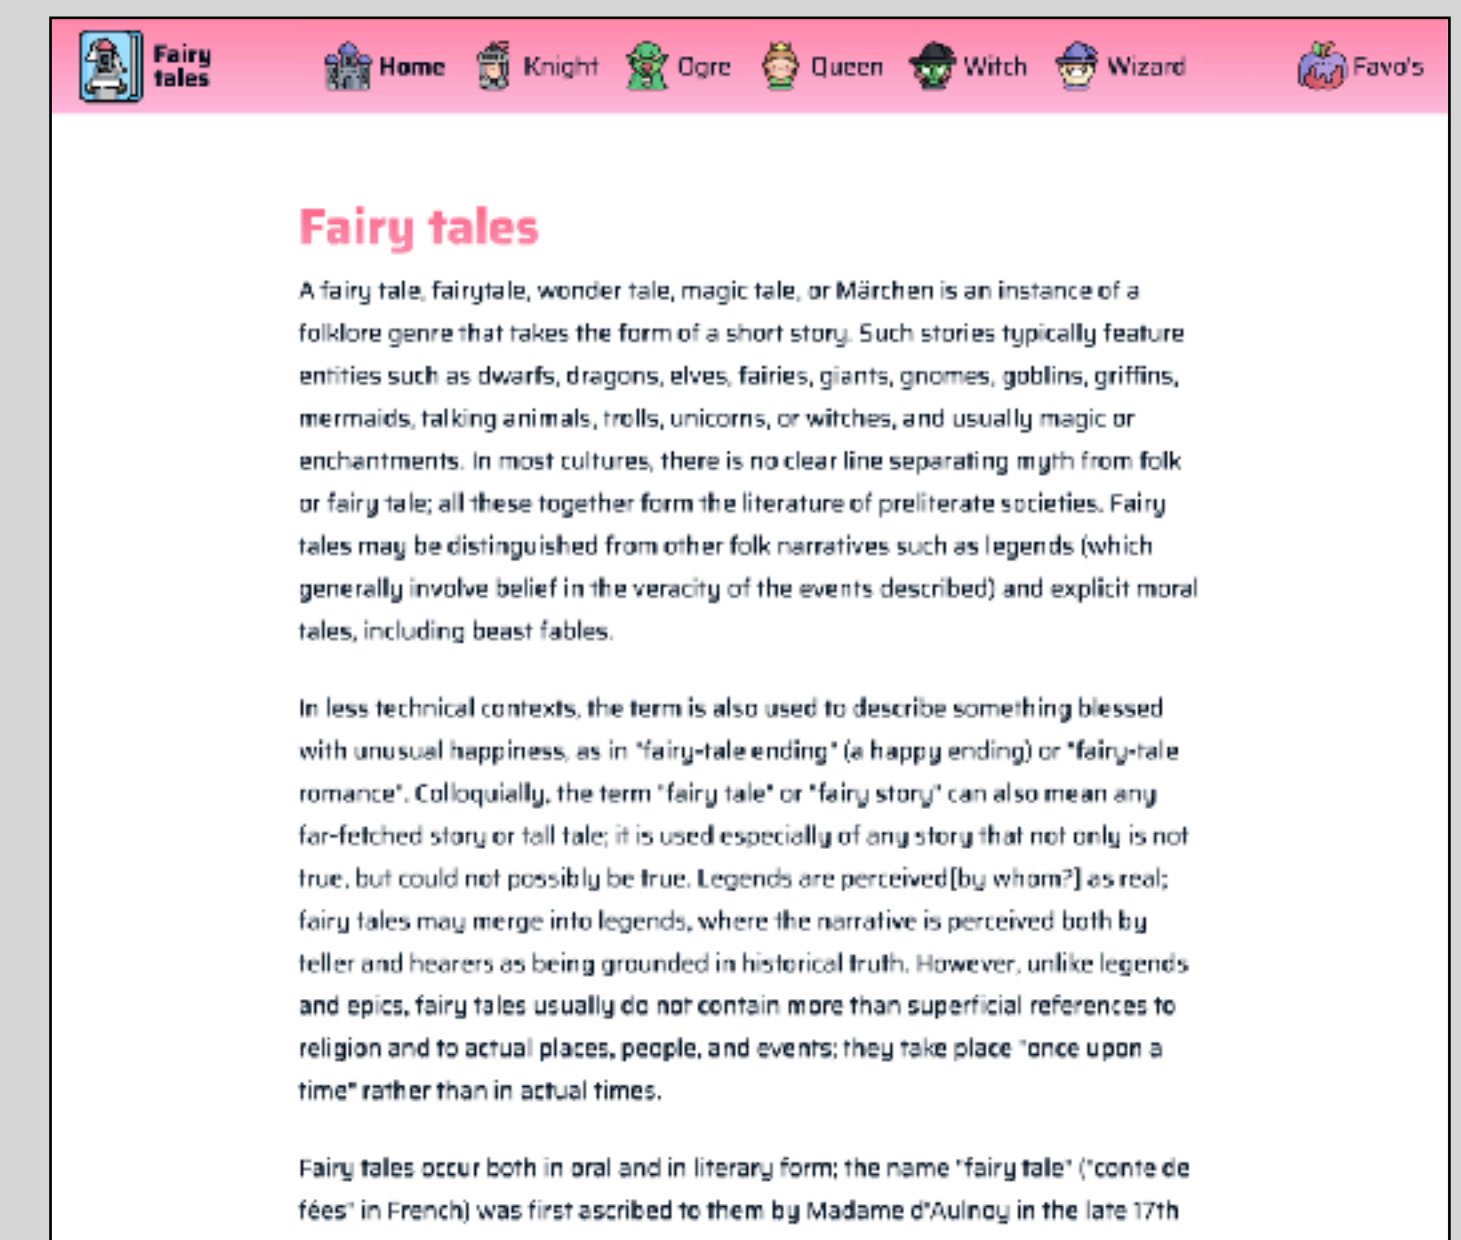 Fairy
tales
Home Knight Ogre Queen Witch Wizard Favo's
Fairy tales
A fairy tale, fairytale, wonder tale, magic tale, or Märchen is an instance of a
folklore genre that takes the form of a short story. Such stories typically feature
entities such as dwarfs, dragons, elves, fairies, giants, gnomes, goblins, griffins,
mermaids, talking animals, trolls, unicorns, or witches, and usually magic or
enchantments. In most cultures, there is no clear line separating myth from folk
or fairy tale; all these together form the literature of preliterate societies. Fairy
tales may be distinguished from other folk narratives such as legends (which
generally involve belief in the veracity of the events described) and explicit moral
tales, including beast fables.
In less technical contexts, the term is also used to describe something blessed
with unusual happiness, as in "fairy-tale ending" (a happy ending) or "fairy-tale
romance". Colloquially, the term "fairy tale" or "fairy story" can also mean any
far-fetched story or tall tale; it is used especially of any story that not only is not
true, but could not possibly be true. Legends are perceived[by whom?] as real;
fairy tales may merge into legends, where the narrative is perceived both by
teller and hearers as being grounded in historical truth. However, unlike legends
and epics, fairy tales usually do not contain more than superficial references to
religion and to actual places, people, and events; they take place "once upon a
time" rather than in actual times.
Fairy tales occur both in oral and in literary form; the name "fairy tale" ("conte de
fées" in French) was first ascribed to them by Madame d'Aulnoy in the late 17th